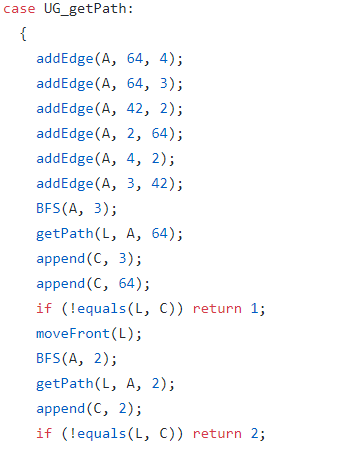 case UG_getPath:
{
addEdge(A, 64, 4);
addEdge(A, 64, 3);
addEdge(A, 42, 2);
addEdge(A, 2, 64);
addEdge(A, 4, 2);
addEdge(A, 3, 42);
BFS(A, 3);
getPath(L, A, 64);
append(C, 3);
append(C, 64);
if (!equals(L, C)) return 1;
moveFront(L);
BFS(A, 2);
getPath(L, A, 2);
append(C, 2);
if (!equals(L, C)) return 2;